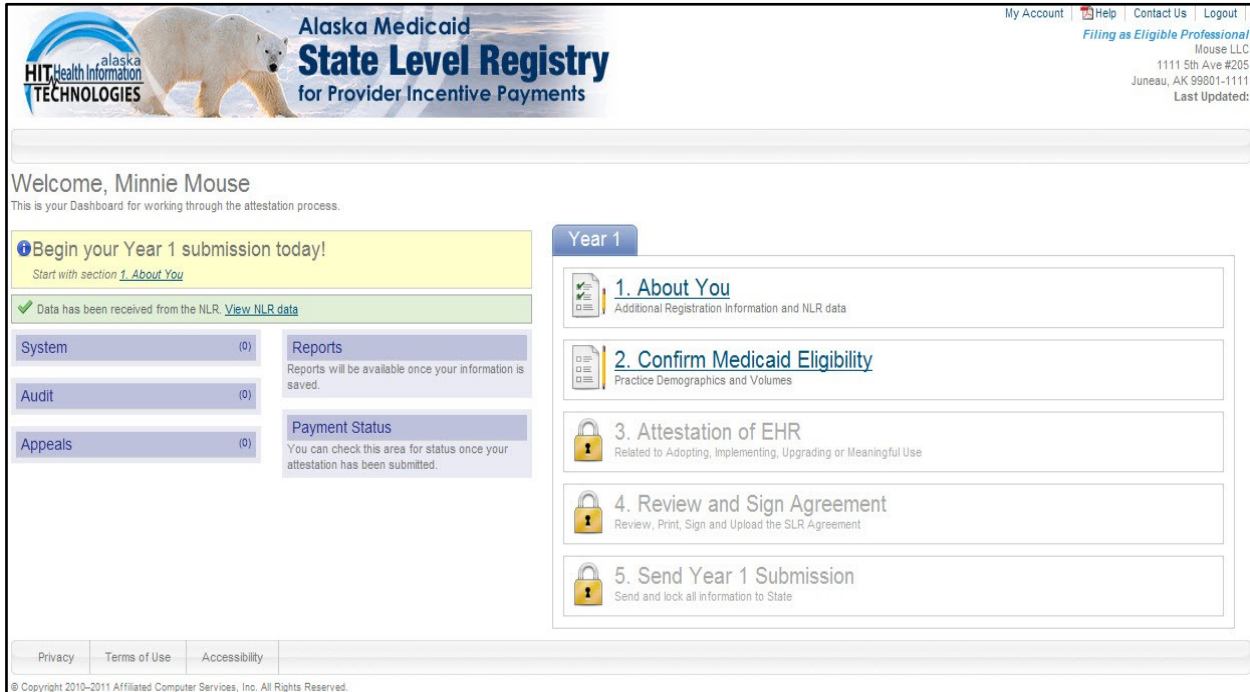 My Account Help Contact Us Logout
alaska
HIT Health Information
TECHNOLOGIES
Alaska Medicaid
State Level Registry
for Provider Incentive Payments
Filing as Eligible Professional
Mouse LLC
1111 5th Ave #205
Juneau, AK 99801-1111
Last Updated:
Welcome, Minnie Mouse
This is your Dashboard for working through the attestation process.
Begin your Year 1 submission today!
Start with section 1. About You
Data has been received from the NLR. View NLR data
System (0)
Audit (0)
Appeals (0)
Reports
Reports will be available once your information is
saved.
Payment Status
You can check this area for status once your
attestation has been submitted.
Year 1
1. About You
Additional Registration Information and NLR data
2. Confirm Medicaid Eligibility
Practice Demographics and Volumes
3. Attestation of EHR
Related to Adopting, Implementing, Upgrading or Meaningful Use
4. Review and Sign Agreement
Review, Print, Sign and Upload the SLR Agreement
5. Send Year 1 Submission
Send and lock all information to State
Privacy Terms of Use Accessibility
© Copyright 2010–2011 Affiliated Computer Services, Inc. All Rights Reserved.